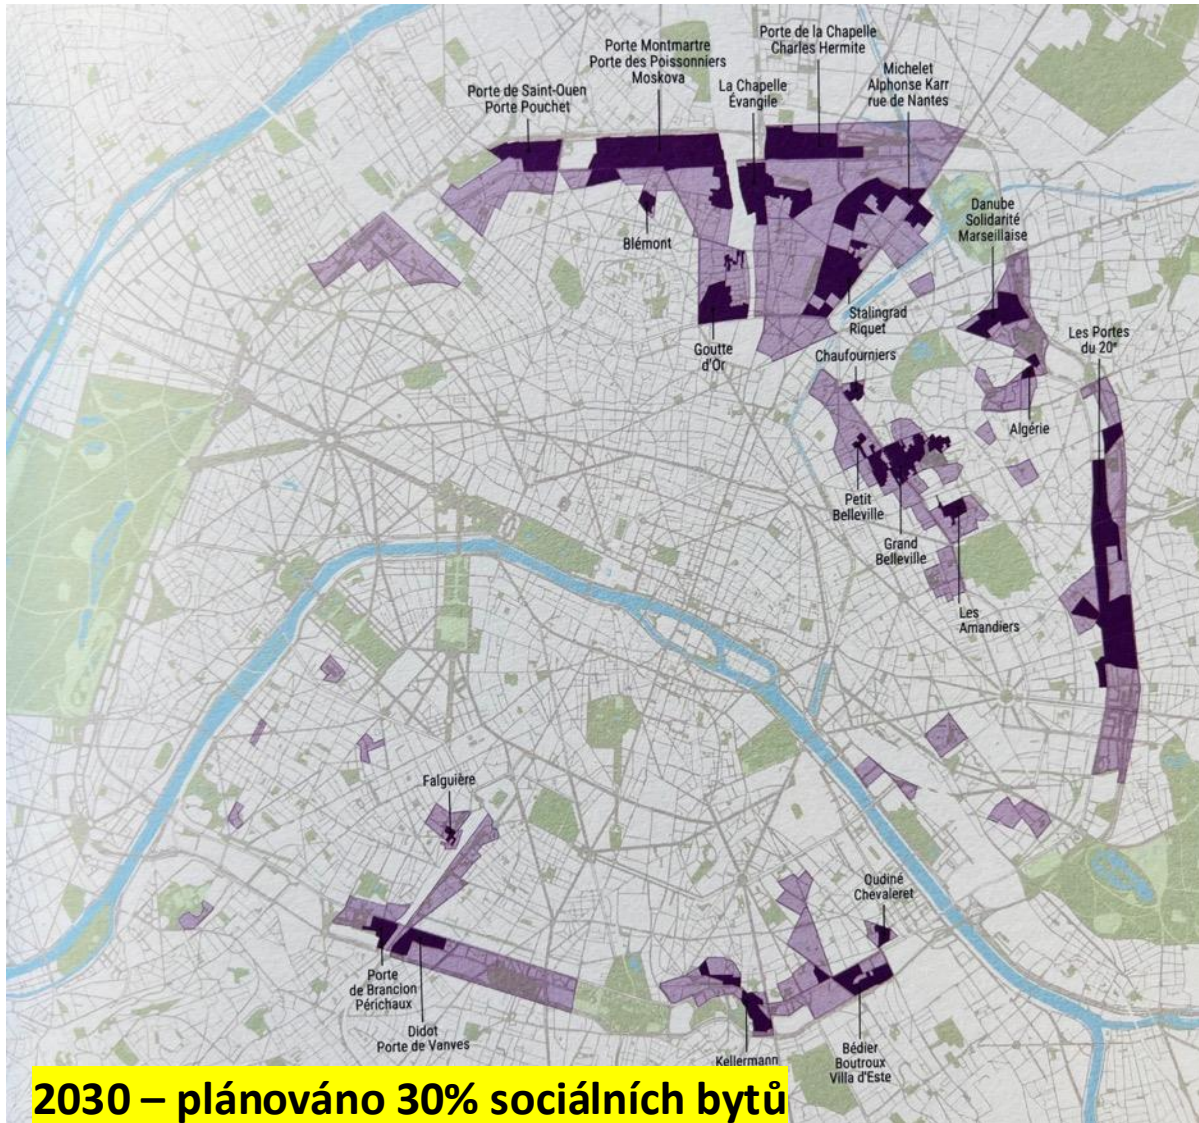 Porte de la Chapelle
Charles Hermite
Porte Montmartre
Porte des Poissonniers
Moskova
Michelet
Alphonse Karr
rue de Nantes
La Chapelle
Évangile
Porte de Saint-Ouen
Porte Pouchet
Danube
Solidarité
Marseillaise
Blémont
Stalingrad
Riquet
Les Portes
du 20e
Goutte
d'Or
Chaufourniers
Algérie
Petit
Belleville
Grand
Belleville
Les
Amandiers
Falguière
Oudiné
Chevaleret
Porte
de Brancion
Périchaux
Didot
Porte de Vanves
Kellermann
Bédier
Boutroux
Villa d'Este
2030 – plánováno 30% sociálních bytů